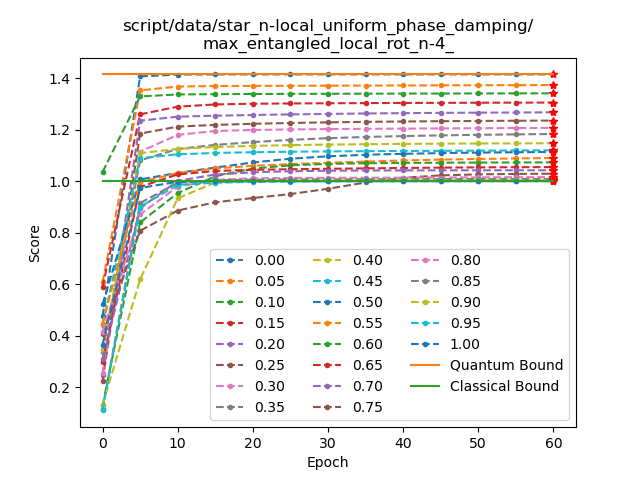 script/data/star_n-local_uniform_phase_damping/
max_entangled_local_rot_n-4_
Score
1.4
1.2
1.0
0.8
0.6
0.4
0.2
0.00 0.40 0.80
0.05 0.45 0.85
0.10 0.50 0.90
0.15 0.55 0.95
0.20 0.60 1.00
0.25 0.65 Quantum Bound
0.30 0.70 Classical Bound
0.35 0.75
0 10 20 30 40 50 60
Epoch